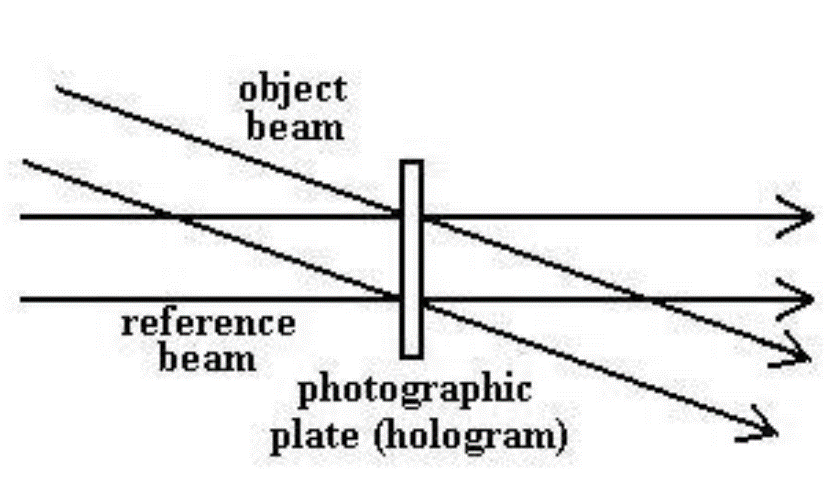 object
beam
reference
beam
photographic
plate (hologram)